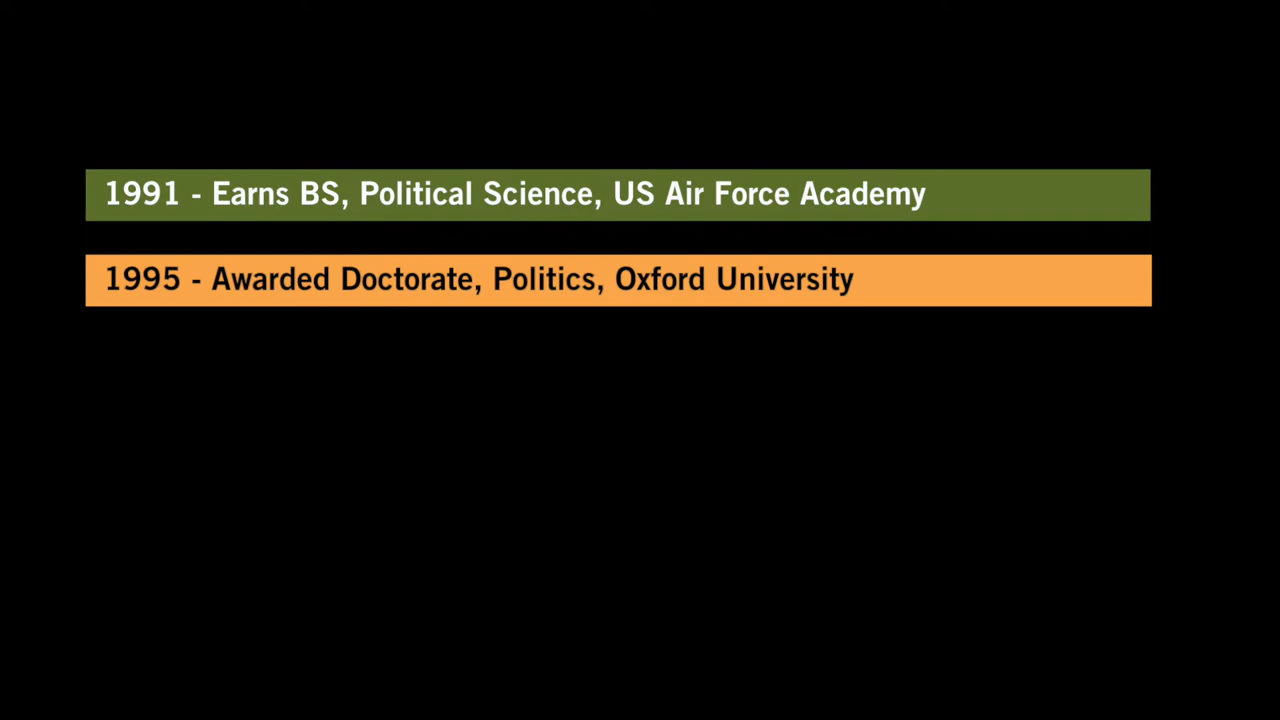 1991 - Earns BS, Political Science, US Air Force Academy
1995 - Awarded Doctorate, Politics, Oxford University